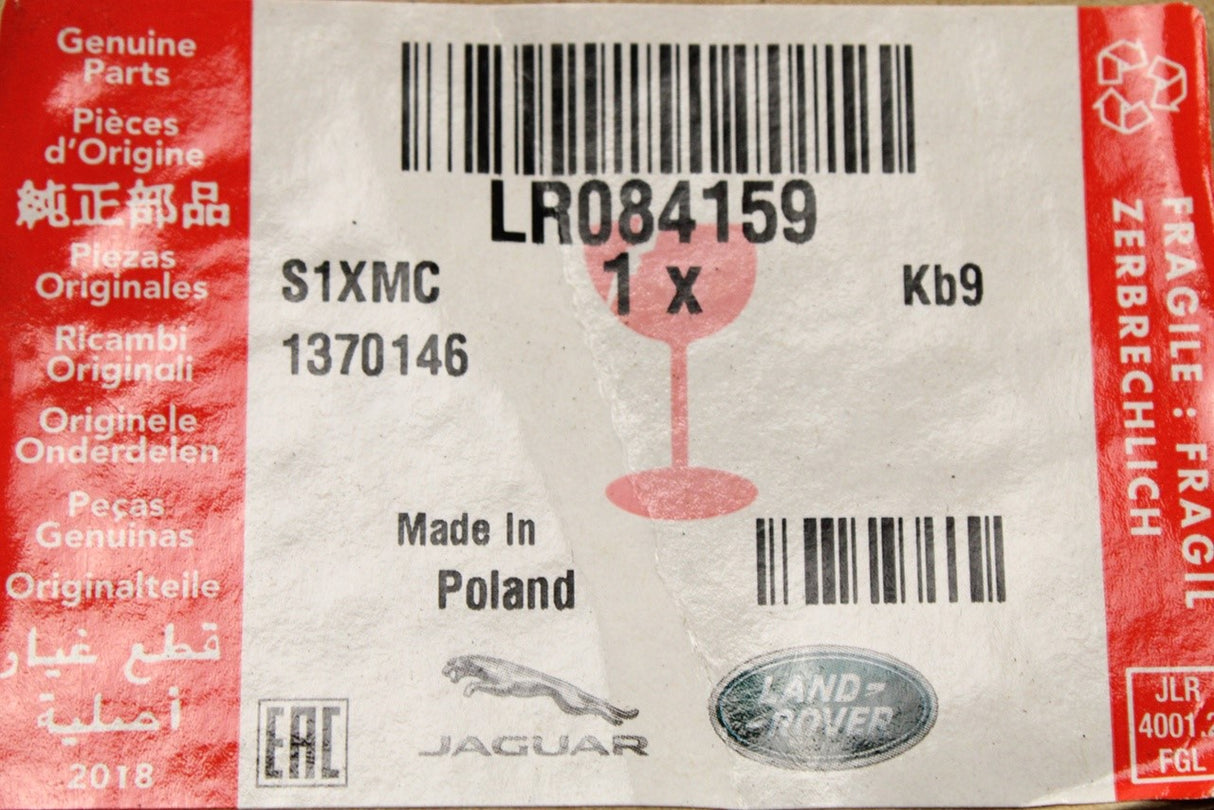 Genuine
Parts
Pièces
d'Origine
純正部品
Piezas
Originales
Ricambi
Originali
Originele
Onderdelen
Peças
Genuinas
Originalteile
قطع غيار
أصلية
2018
LR084159
S1XMC
1 x
Kb9
1370146
Made In
Poland
EAC
JAGUAR
LAND-
-ROVER
FRAGILE : FRAGIL
ZERBRECHLICH
JLR
4001.2
FGL